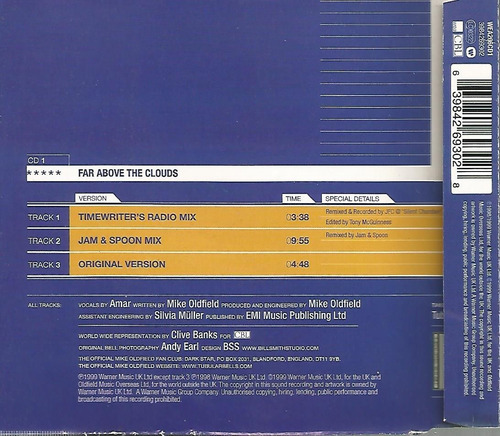 CD 1
***** FAR ABOVE THE CLOUDS
VERSION TIME SPECIAL DETAILS
TRACK 1 TIMEWRITER'S RADIO MIX 3:38 Remixed & Recorded by JFC @
Edited by Tony McGuinness
TRACK 2 JAM & SPOON MIX 9:55 Remixed by Jam & Spoon
TRACK 3 ORIGINAL VERSION 4:48
ALL TRACKS: VOCALS BY Amar WRITTEN BY Mike Oldfield PRODUCED AND ENGINEERED BY Mike Oldfield
ASSISTANT ENGINEERING BY Silvia Müller PUBLISHED BY EMI Music Publishing Ltd
WORLD WIDE REPRESENTATION BY Clive Banks FOR CBL
ORIGINAL BELL PHOTOGRAPHY Andy Earl DESIGN BSS WWW.BILLSMITHSTUDIO.COM
THE OFFICIAL MIKE OLDFIELD FAN CLUB: DARK STAR, PO BOX 2031, BLANDFORD, ENGLAND, DT11 9YB.
THE OFFICIAL MIKE OLDFIELD WEBSITE: WWW.TUBULARBELLS.COM
℗1999 Warner Music UK Ltd except track 3 ℗1998 Warner Music UK Ltd. ©1999 Warner Music UK Ltd, for the UK and
Oldfield Music Overseas Ltd, for the world outside the UK. The copyright in this sound recording and artwork is owned by
Warner Music UK Ltd. A Warner Music Group Company. Unauthorised copying, hiring, lending, public performance and
broadcasting of this recording prohibited.
WEA206CD1
3984269302
CBL
6 39842 69302 8